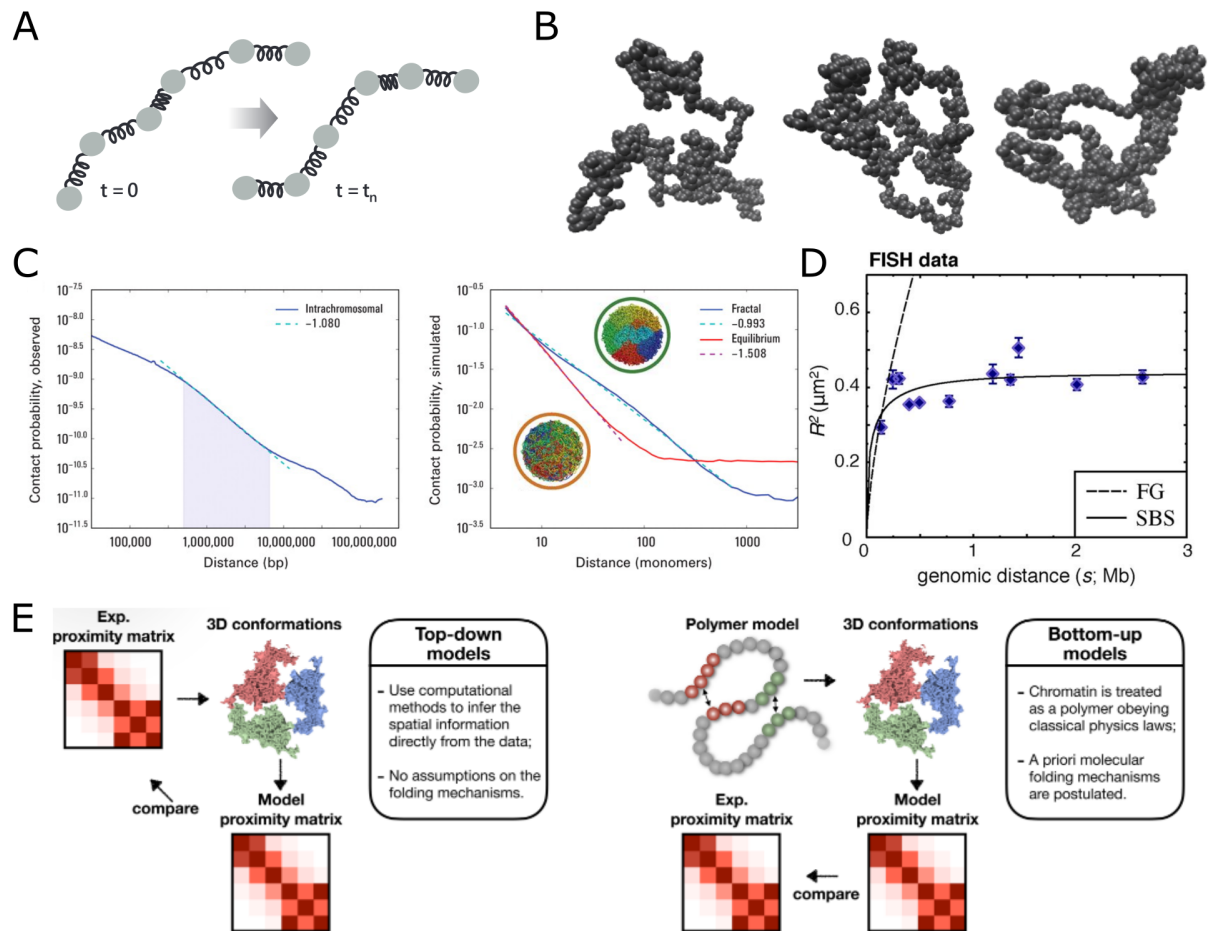 A
t = 0
t = tn
B
C
Contact probability, observed
10−7.5
10−8.0
10−8.5
10−9.0
10−9.5
10−10.0
10−10.5
10−11.0
10−11.5
Intrachromosomal
−1.080
100,000
1,000,000
10,000,000
100,000,000
Distance (bp)
Contact probability, simulated
10−0.5
10−1.0
10−1.5
10−2.0
10−2.5
10−3.0
10−3.5
Fractal
−0.993
Equilibrium
−1.508
10
100
1000
Distance (monomers)
D
FISH data
R2 (μm2)
0.6
0.4
0.2
0
FG
SBS
0
1
2
3
genomic distance (s; Mb)
E
Exp.
proximity matrix
3D conformations
compare
Model
proximity matrix
Top-down
models
- Use computational
methods to infer the
spatial information
directly from the data;
- No assumptions on the
folding mechanisms.
Polymer model
3D conformations
Exp.
proximity matrix
compare
Model
proximity matrix
Bottom-up
models
- Chromatin is treated
as a polymer obeying
classical physics laws;
- A priori molecular
folding mechanisms
are postulated.